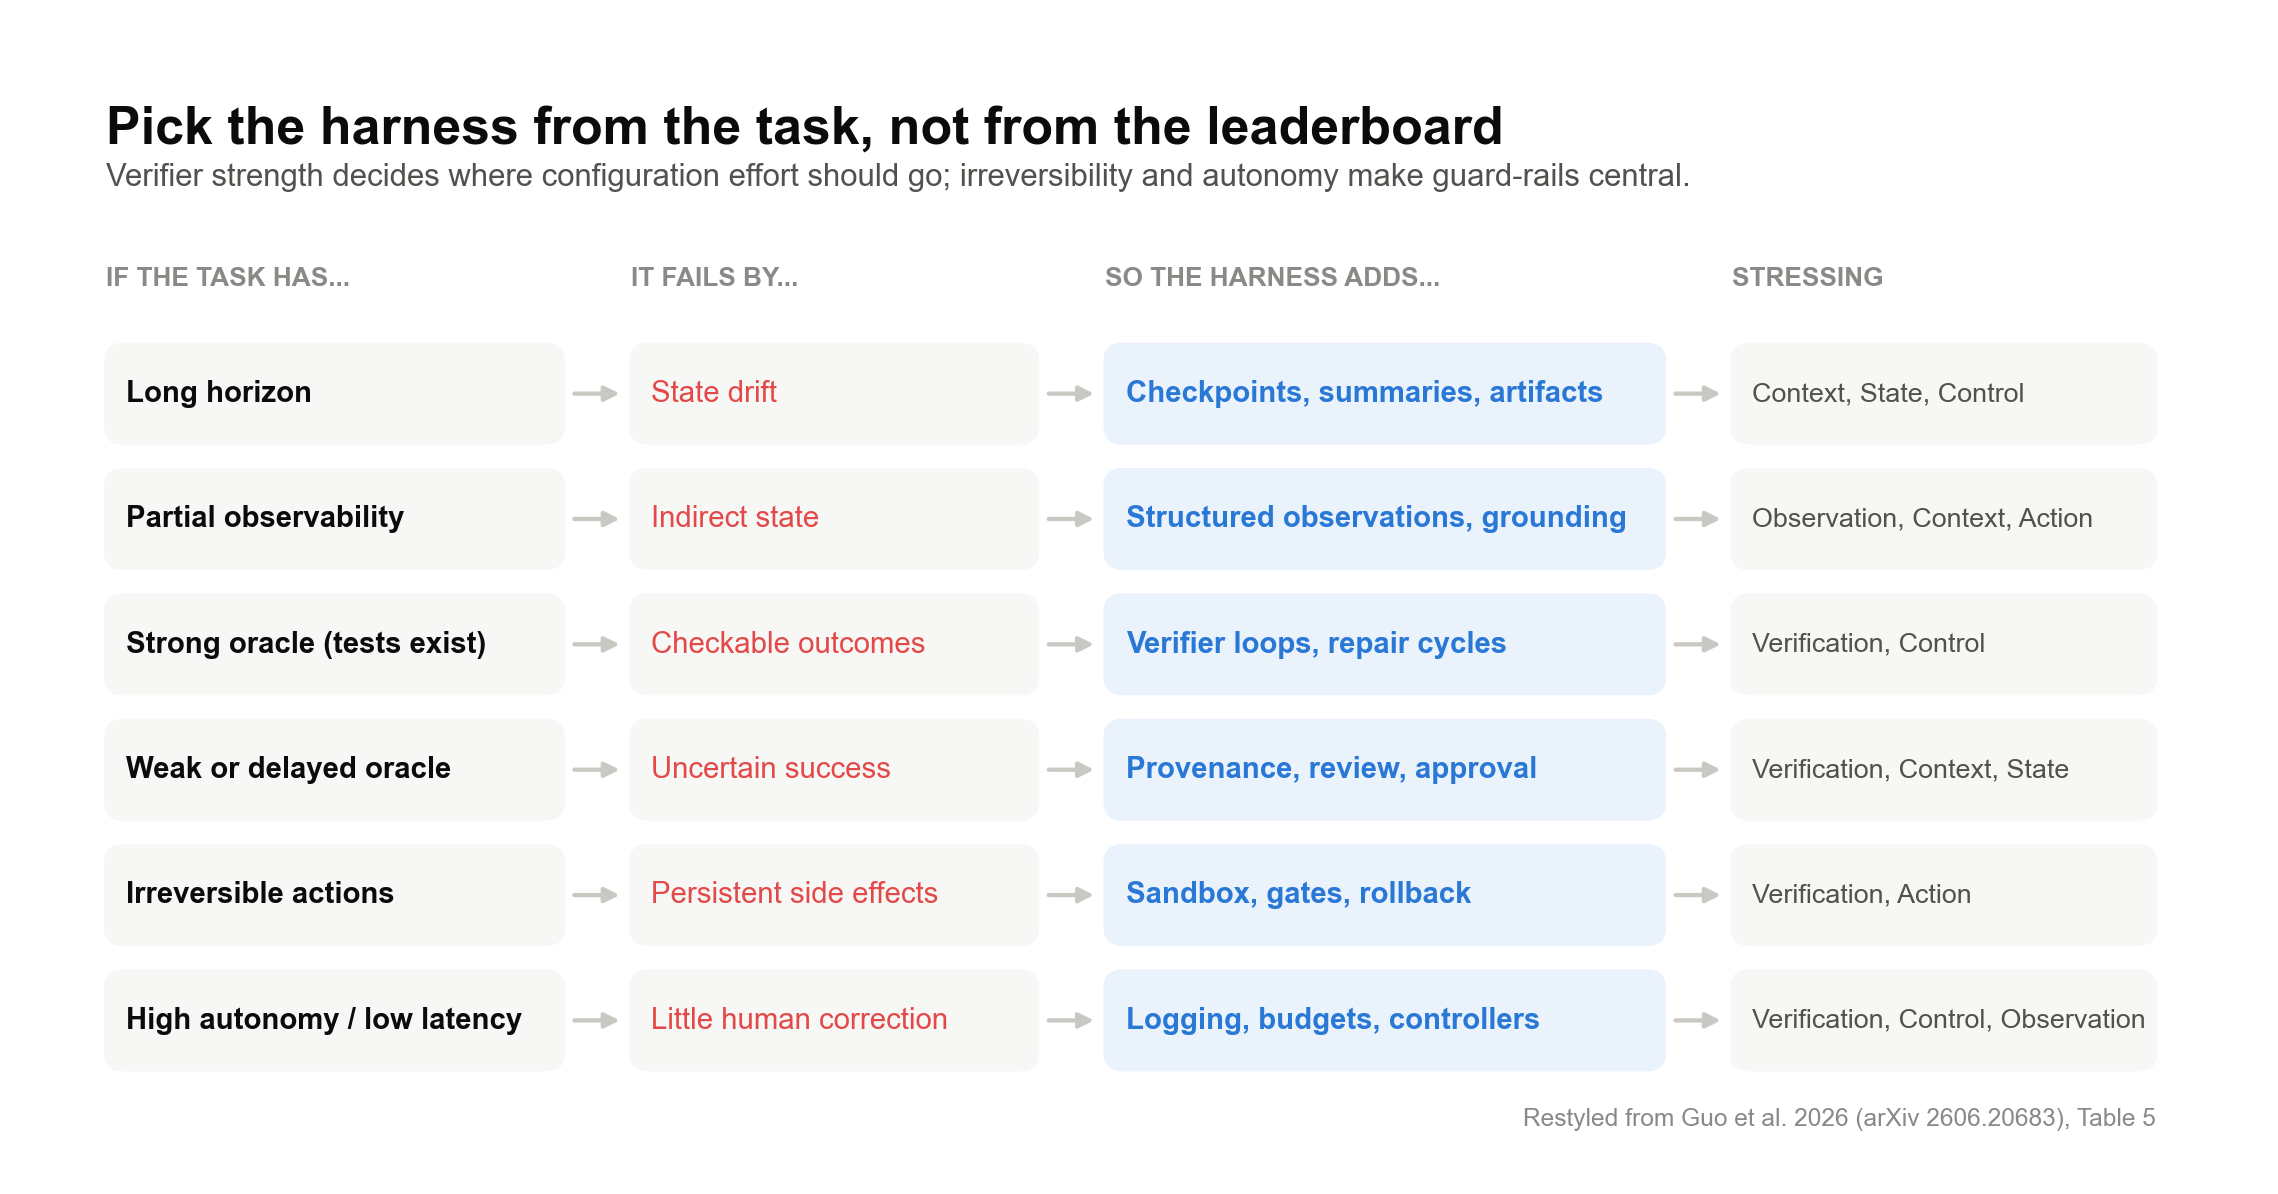 Pick the harness from the task, not from the leaderboard
Verifier strength decides where configuration effort should go; irreversibility and autonomy make guard-rails central.
IF THE TASK HAS... IT FAILS BY... SO THE HARNESS ADDS... STRESSING
Long horizon State drift Checkpoints, summaries, artifacts Context, State, Control
Partial observability Indirect state Structured observations, grounding Observation, Context, Action
Strong oracle (tests exist) Checkable outcomes Verifier loops, repair cycles Verification, Control
Weak or delayed oracle Uncertain success Provenance, review, approval Verification, Context, State
Irreversible actions Persistent side effects Sandbox, gates, rollback Verification, Action
High autonomy / low latency Little human correction Logging, budgets, controllers Verification, Control, Observation
Restyled from Guo et al. 2026 (arXiv 2606.20683), Table 5